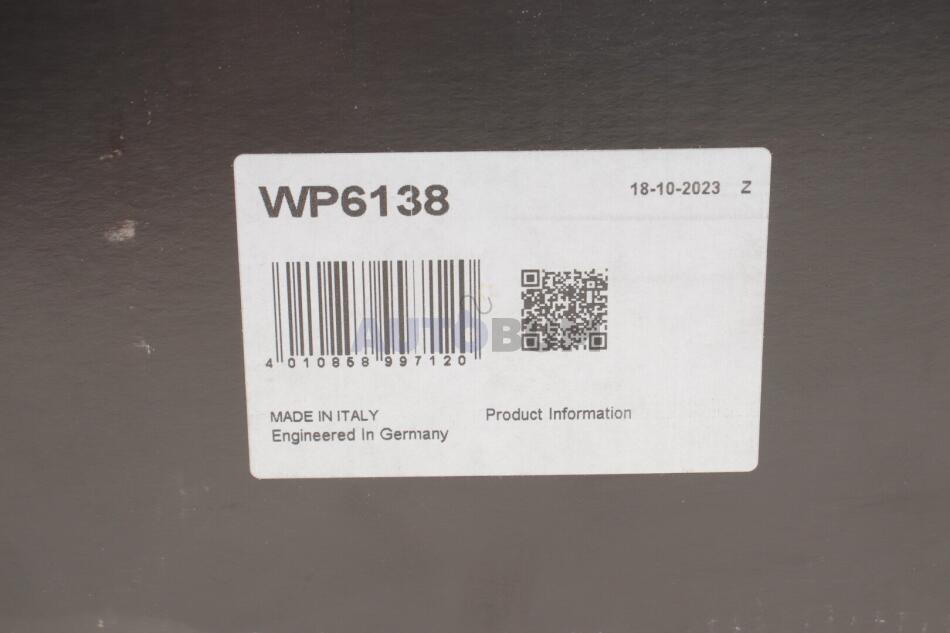 WP6138
18-10-2023 Z
4 010858 997120
MADE IN ITALY
Engineered In Germany
Product Information